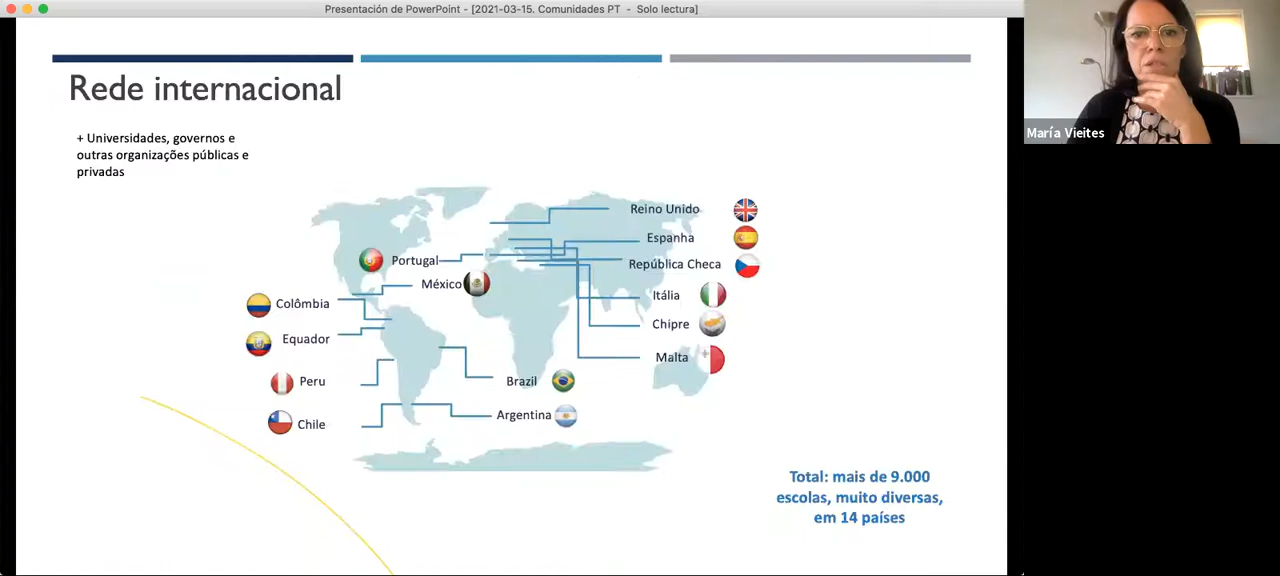 Presentación de PowerPoint - [2021-03-15. Comunidades PT - Solo lectura]
Rede internacional
+ Universidades, governos e
outras organizações públicas e
privadas
Reino Unido
Espanha
Portugal
República Checa
México
Itália
Colômbia
Chipre
Equador
Malta
Peru
Brazil
Argentina
Chile
Total: mais de 9.000
escolas, muito diversas,
em 14 países
María Vieites